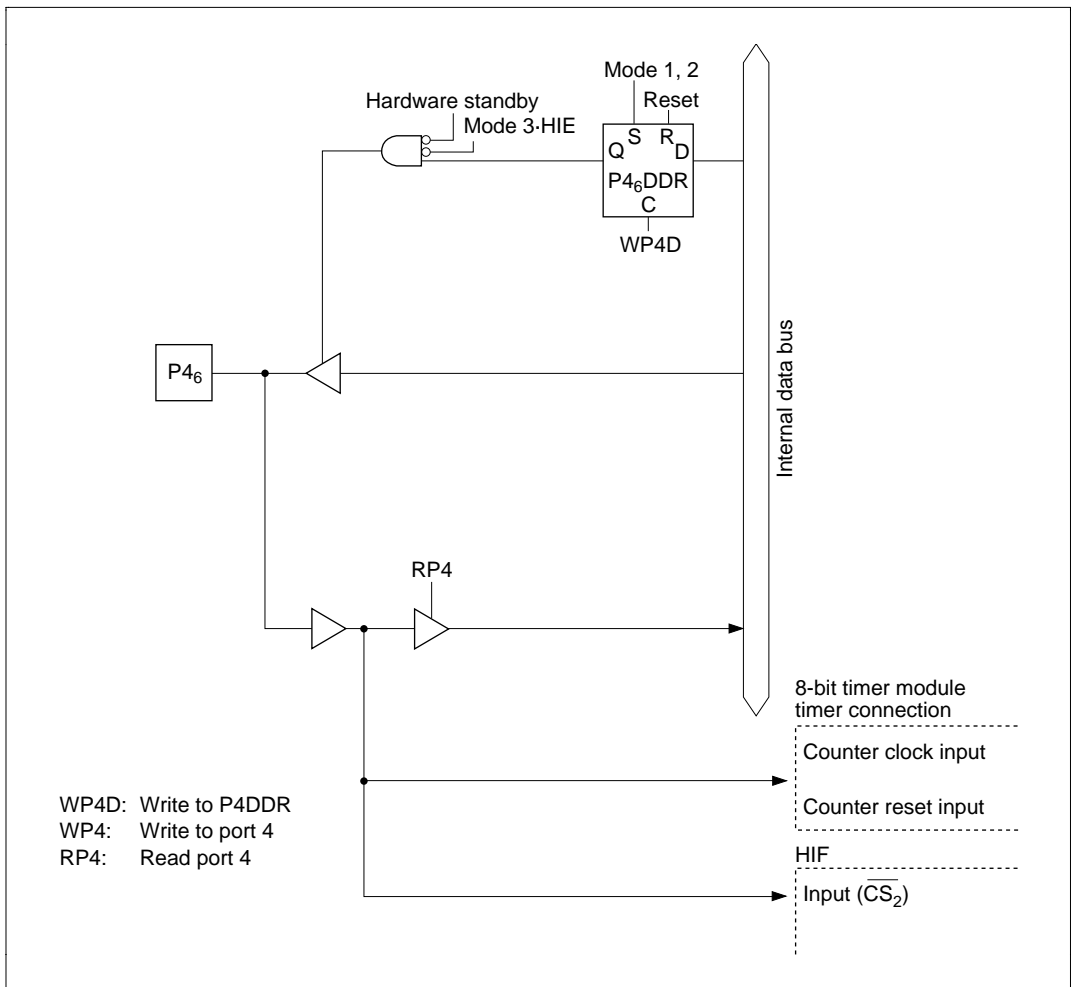 Mode 1, 2
Reset
Hardware standby
Mode 3·HIE
S R
Q D
P4₆DDR
C
WP4D
P4₆
Internal data bus
RP4
8-bit timer module
timer connection
Counter clock input
Counter reset input
WP4D: Write to P4DDR
WP4: Write to port 4
RP4: Read port 4
HIF
Input (C̅S̅₂)